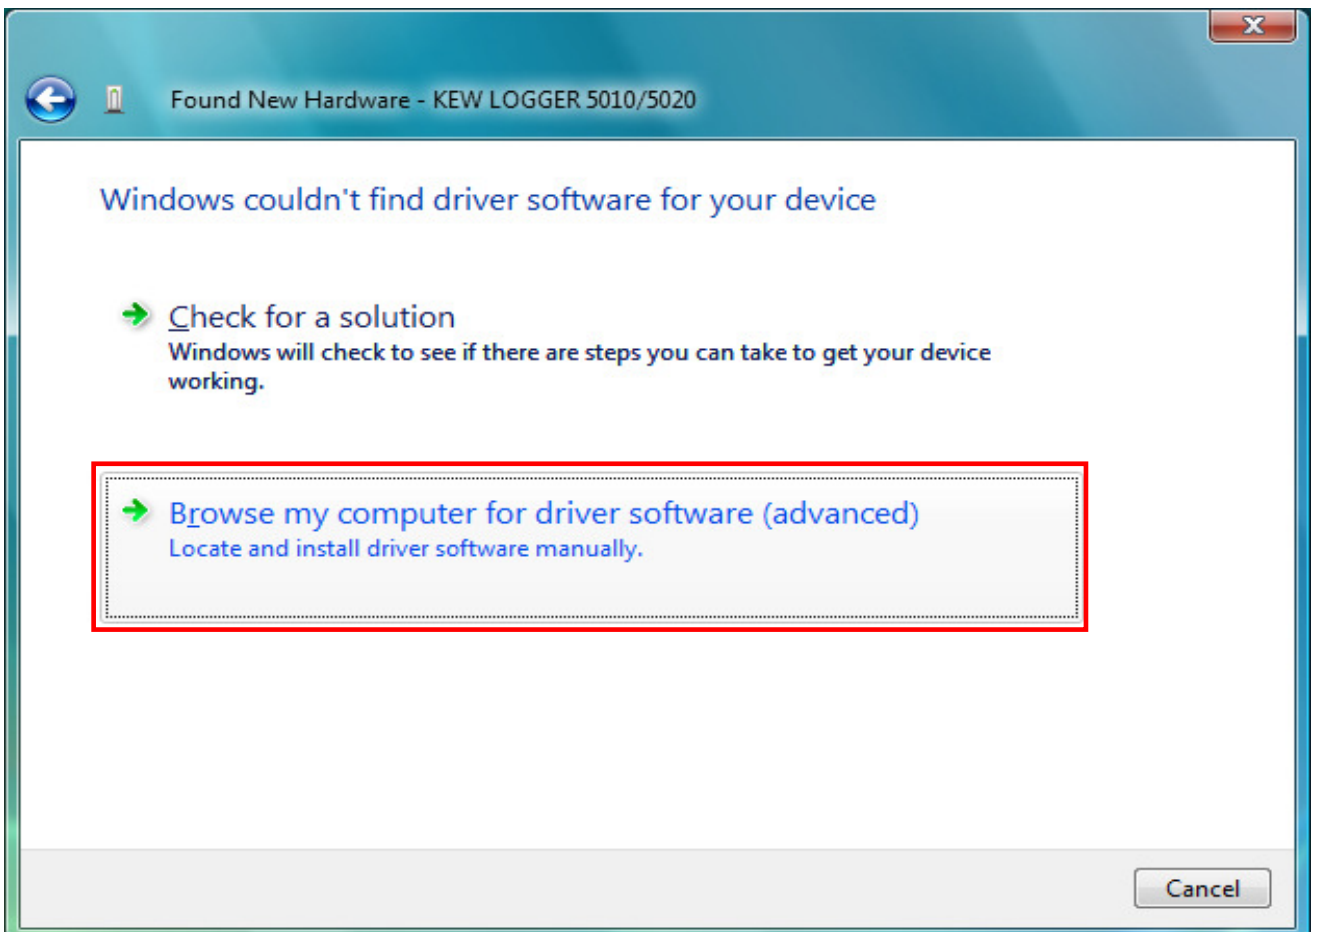 Found New Hardware - KEW LOGGER 5010/5020
Windows couldn't find driver software for your device
Check for a solution
Windows will check to see if there are steps you can take to get your device
working.
Browse my computer for driver software (advanced)
Locate and install driver software manually.
Cancel